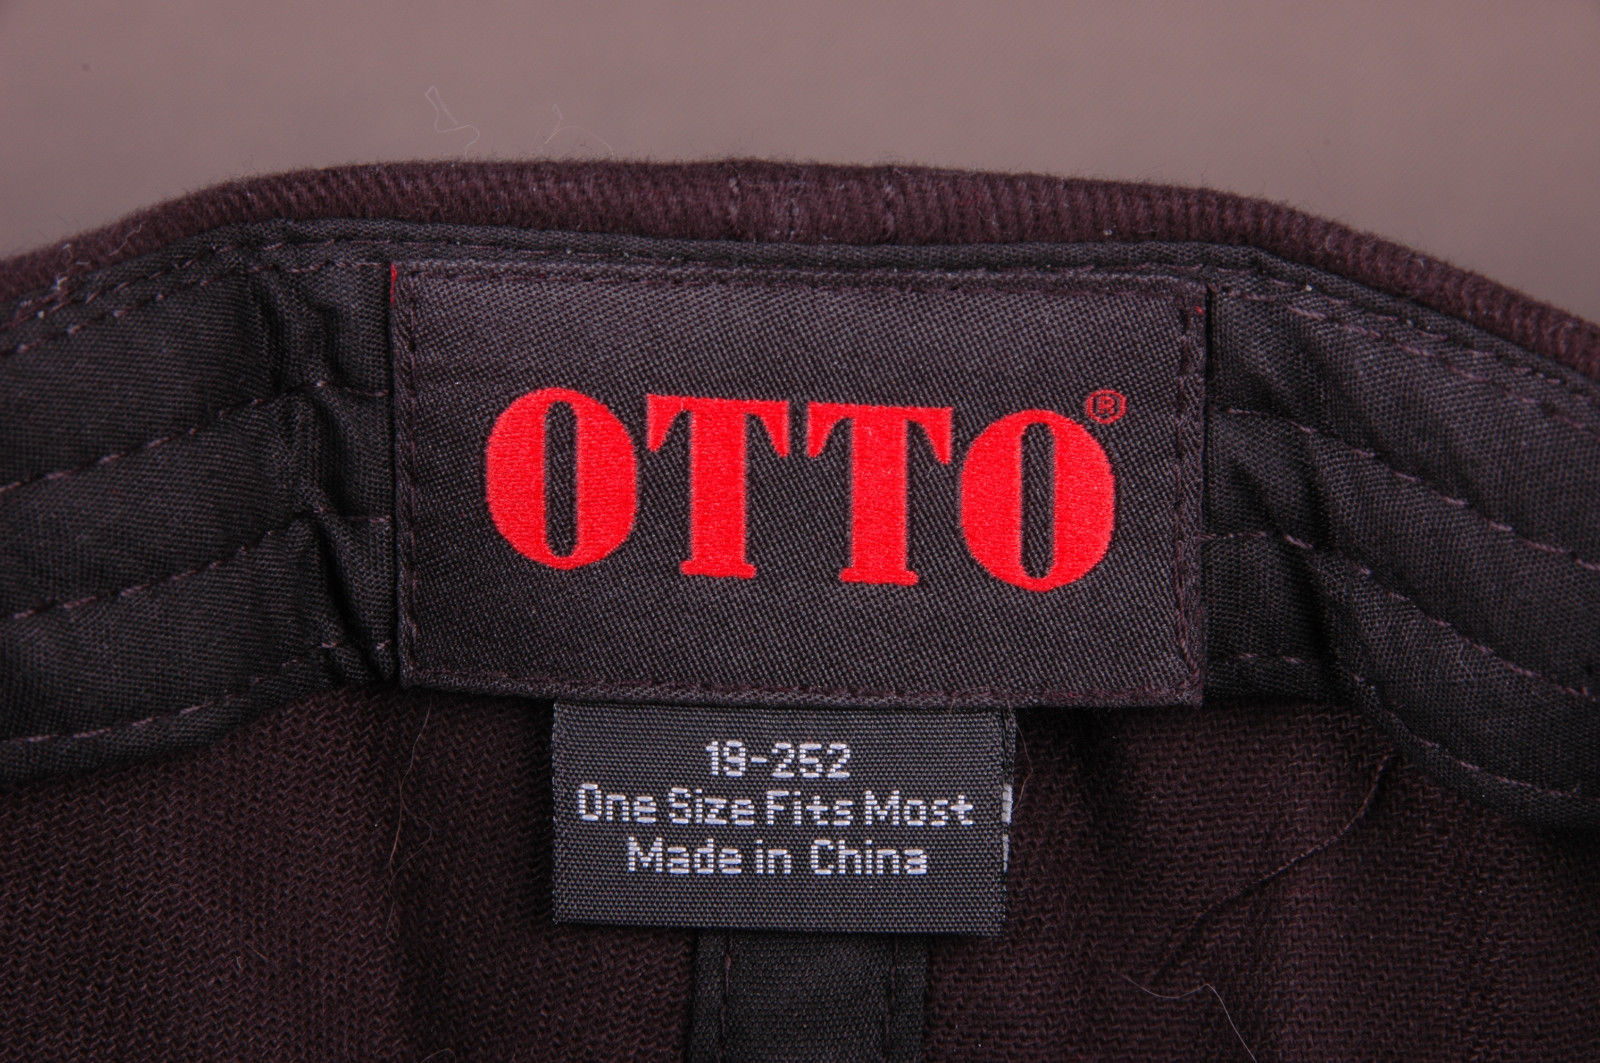 OTTO®
19-252
One Size Fits Most
Made in China